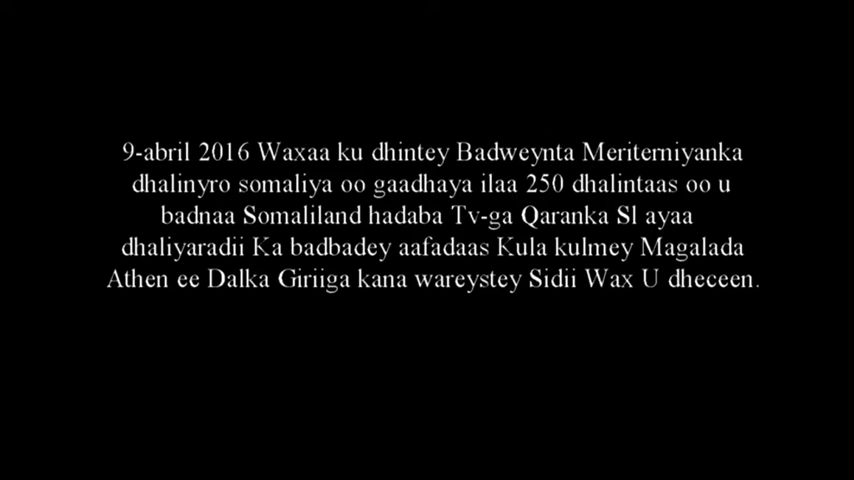 9-abril 2016 Waxaa ku dhintey Badweynta Meriterniyanka
dhalinyro somaliya oo gaadhaya ilaa 250 dhalintaas oo u
badnaa Somaliland hadaba Tv-ga Qaranka Sl ayaa
dhaliyaradii Ka badbadey aafadaas Kula kulmey Magalada
Athen ee Dalka Giriiga kana wareystey Sidii Wax U dheceen.